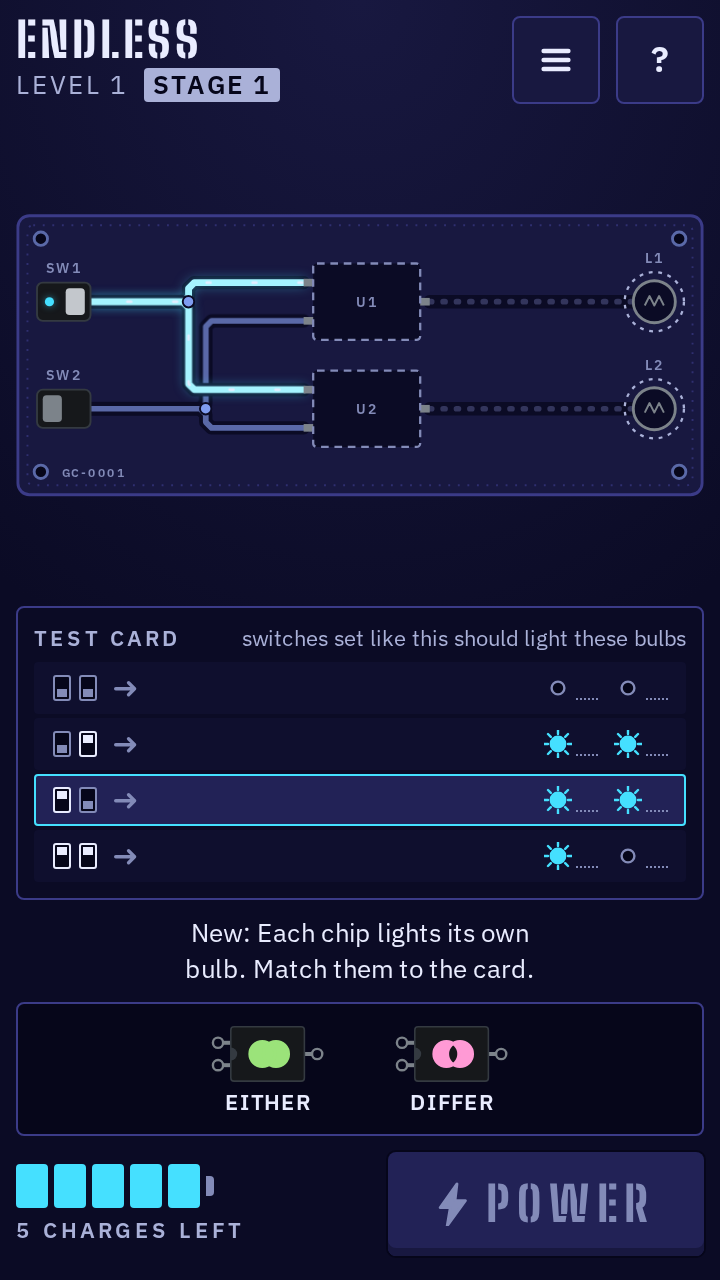 ENDLESS
LEVEL 1 STAGE 1
?
SW1
U1
L1
SW2
U2
L2
GC-0001
TEST CARD switches set like this should light these bulbs
New: Each chip lights its own
bulb. Match them to the card.
EITHER DIFFER
5 CHARGES LEFT
POWER